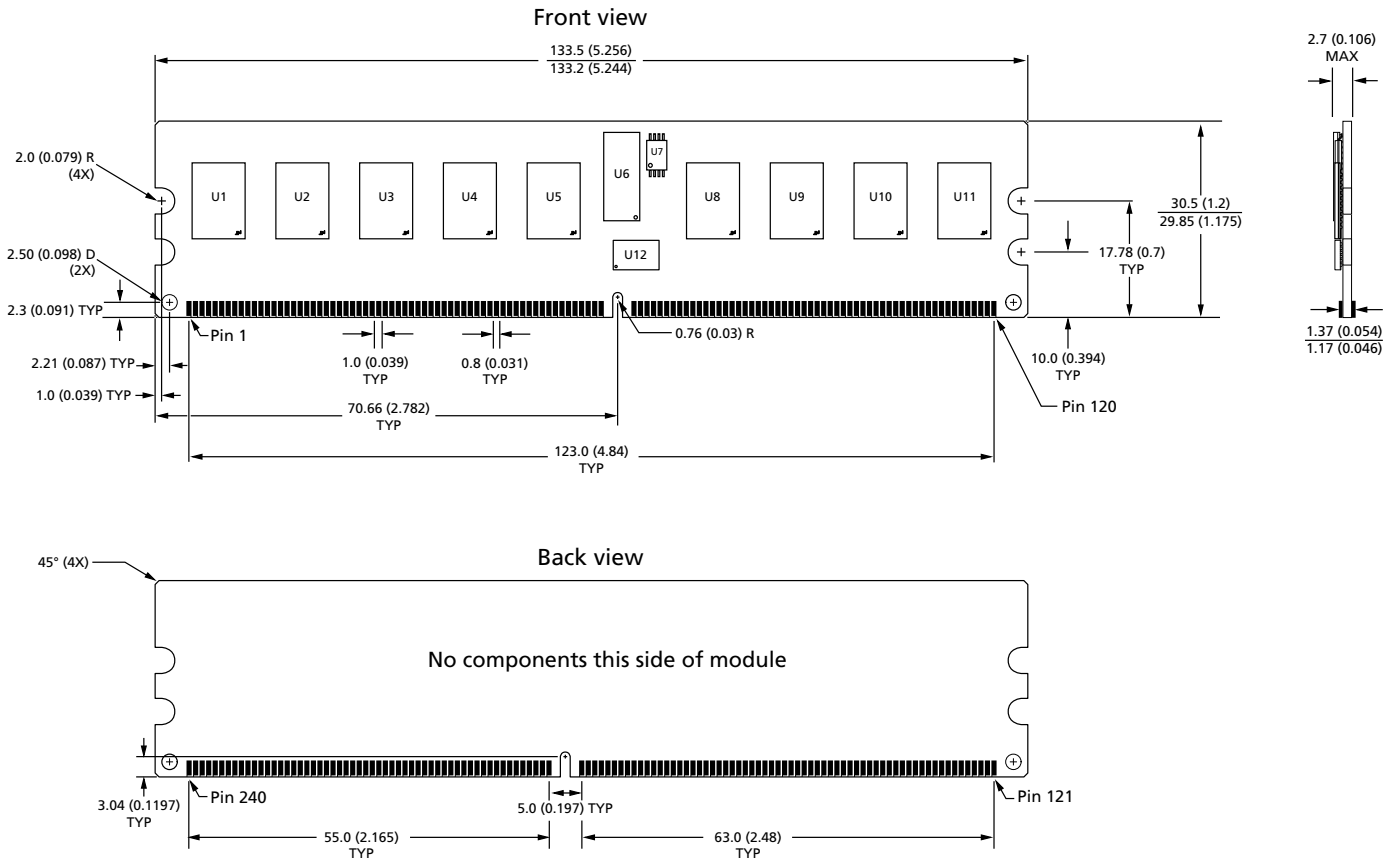 Front view
133.5 (5.256)
133.2 (5.244)
2.7 (0.106)
MAX
2.0 (0.079) R
(4X)
U1
U2
U3
U4
U5
U6
U7
U8
U9
U10
U11
U12
30.5 (1.2)
29.85 (1.175)
2.50 (0.098) D
(2X)
17.78 (0.7)
TYP
2.3 (0.091) TYP
Pin 1
0.76 (0.03) R
1.37 (0.054)
1.17 (0.046)
2.21 (0.087) TYP
1.0 (0.039)
TYP
0.8 (0.031)
TYP
10.0 (0.394)
TYP
1.0 (0.039) TYP
Pin 120
70.66 (2.782)
TYP
123.0 (4.84)
TYP
Back view
45° (4X)
No components this side of module
3.04 (0.1197)
TYP
Pin 240
5.0 (0.197) TYP
Pin 121
55.0 (2.165)
TYP
63.0 (2.48)
TYP